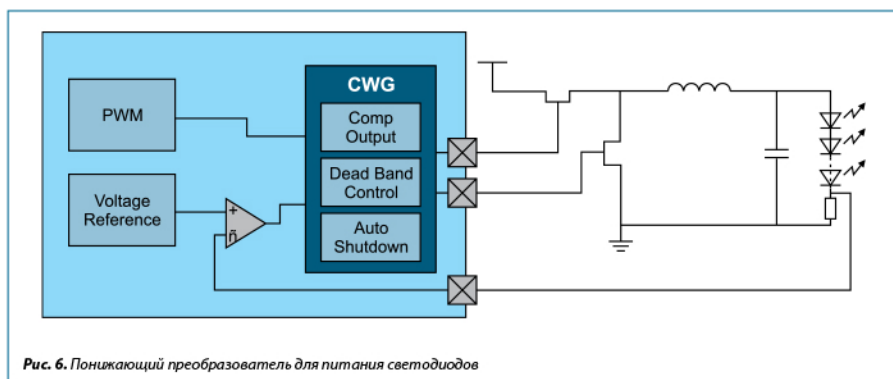 CWG
PWM
Comp
Output
Voltage
Reference
+
n̄
Dead Band
Control
Auto
Shutdown
Рис. 6. Понижающий преобразователь для питания светодиодов